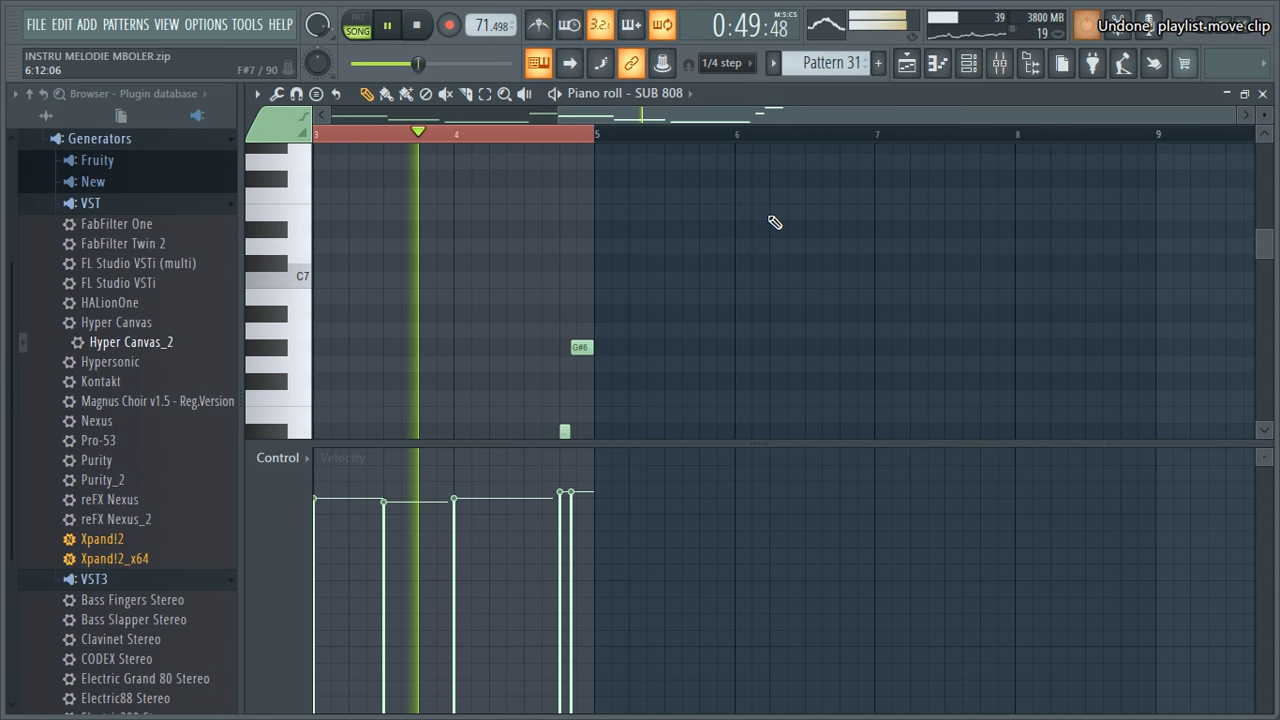 FILE EDIT ADD PATTERNS VIEW OPTIONS TOOLS HELP
PAT
SONG
71.498
3.2.
0:49:48
M:S:CS
39
3800 MB
19
Undone: playlist-move clip
INSTRU MELODIE MBOLER.zip
6:12:06
F#7 / 90
1/4 step
Pattern 31
Browser - Plugin database
Piano roll - SUB 808
Generators
Fruity
New
VST
FabFilter One
FabFilter Twin 2
FL Studio VSTi (multi)
FL Studio VSTi
HALionOne
Hyper Canvas
Hyper Canvas_2
Hypersonic
Kontakt
Magnus Choir v1.5 - Reg.Version
Nexus
Pro-53
Purity
Purity_2
reFX Nexus
reFX Nexus_2
Xpand!2
Xpand!2_x64
VST3
Bass Fingers Stereo
Bass Slapper Stereo
Clavinet Stereo
CODEX Stereo
Electric Grand 80 Stereo
Electric88 Stereo
3 4 5 6 7 8 9
C7
G#6
Control
Velocity